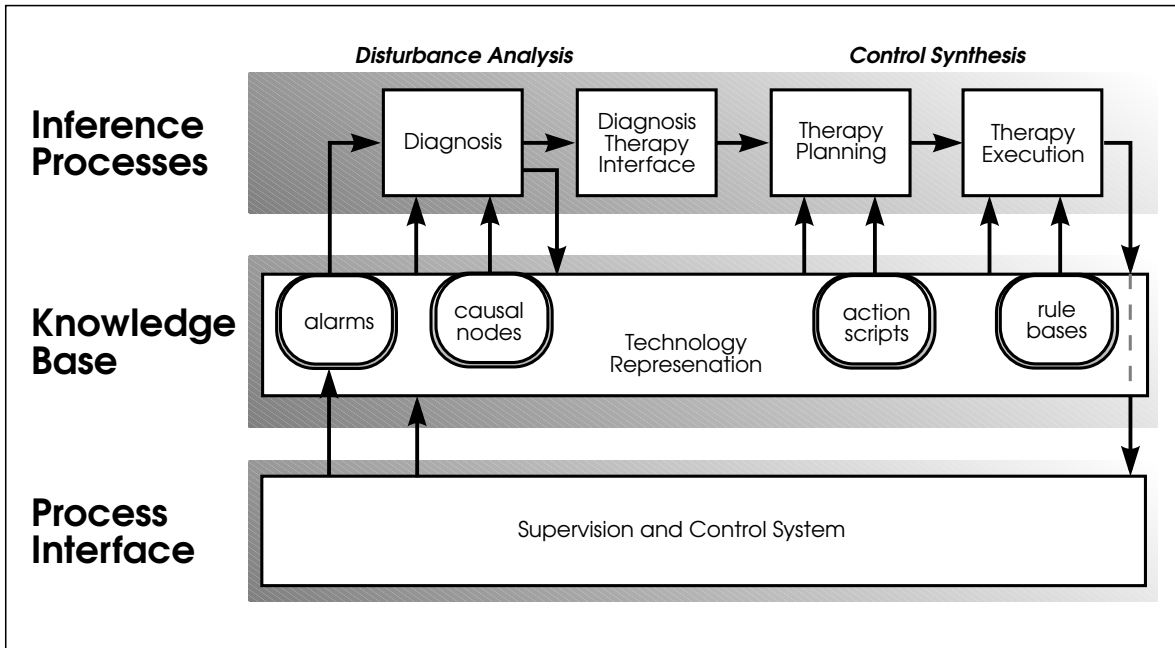 Disturbance Analysis
Control Synthesis
Inference
Processes
Diagnosis
Diagnosis
Therapy
Interface
Therapy
Planning
Therapy
Execution
Knowledge
Base
alarms
causal
nodes
Technology
Represenation
action
scripts
rule
bases
Process
Interface
Supervision and Control System